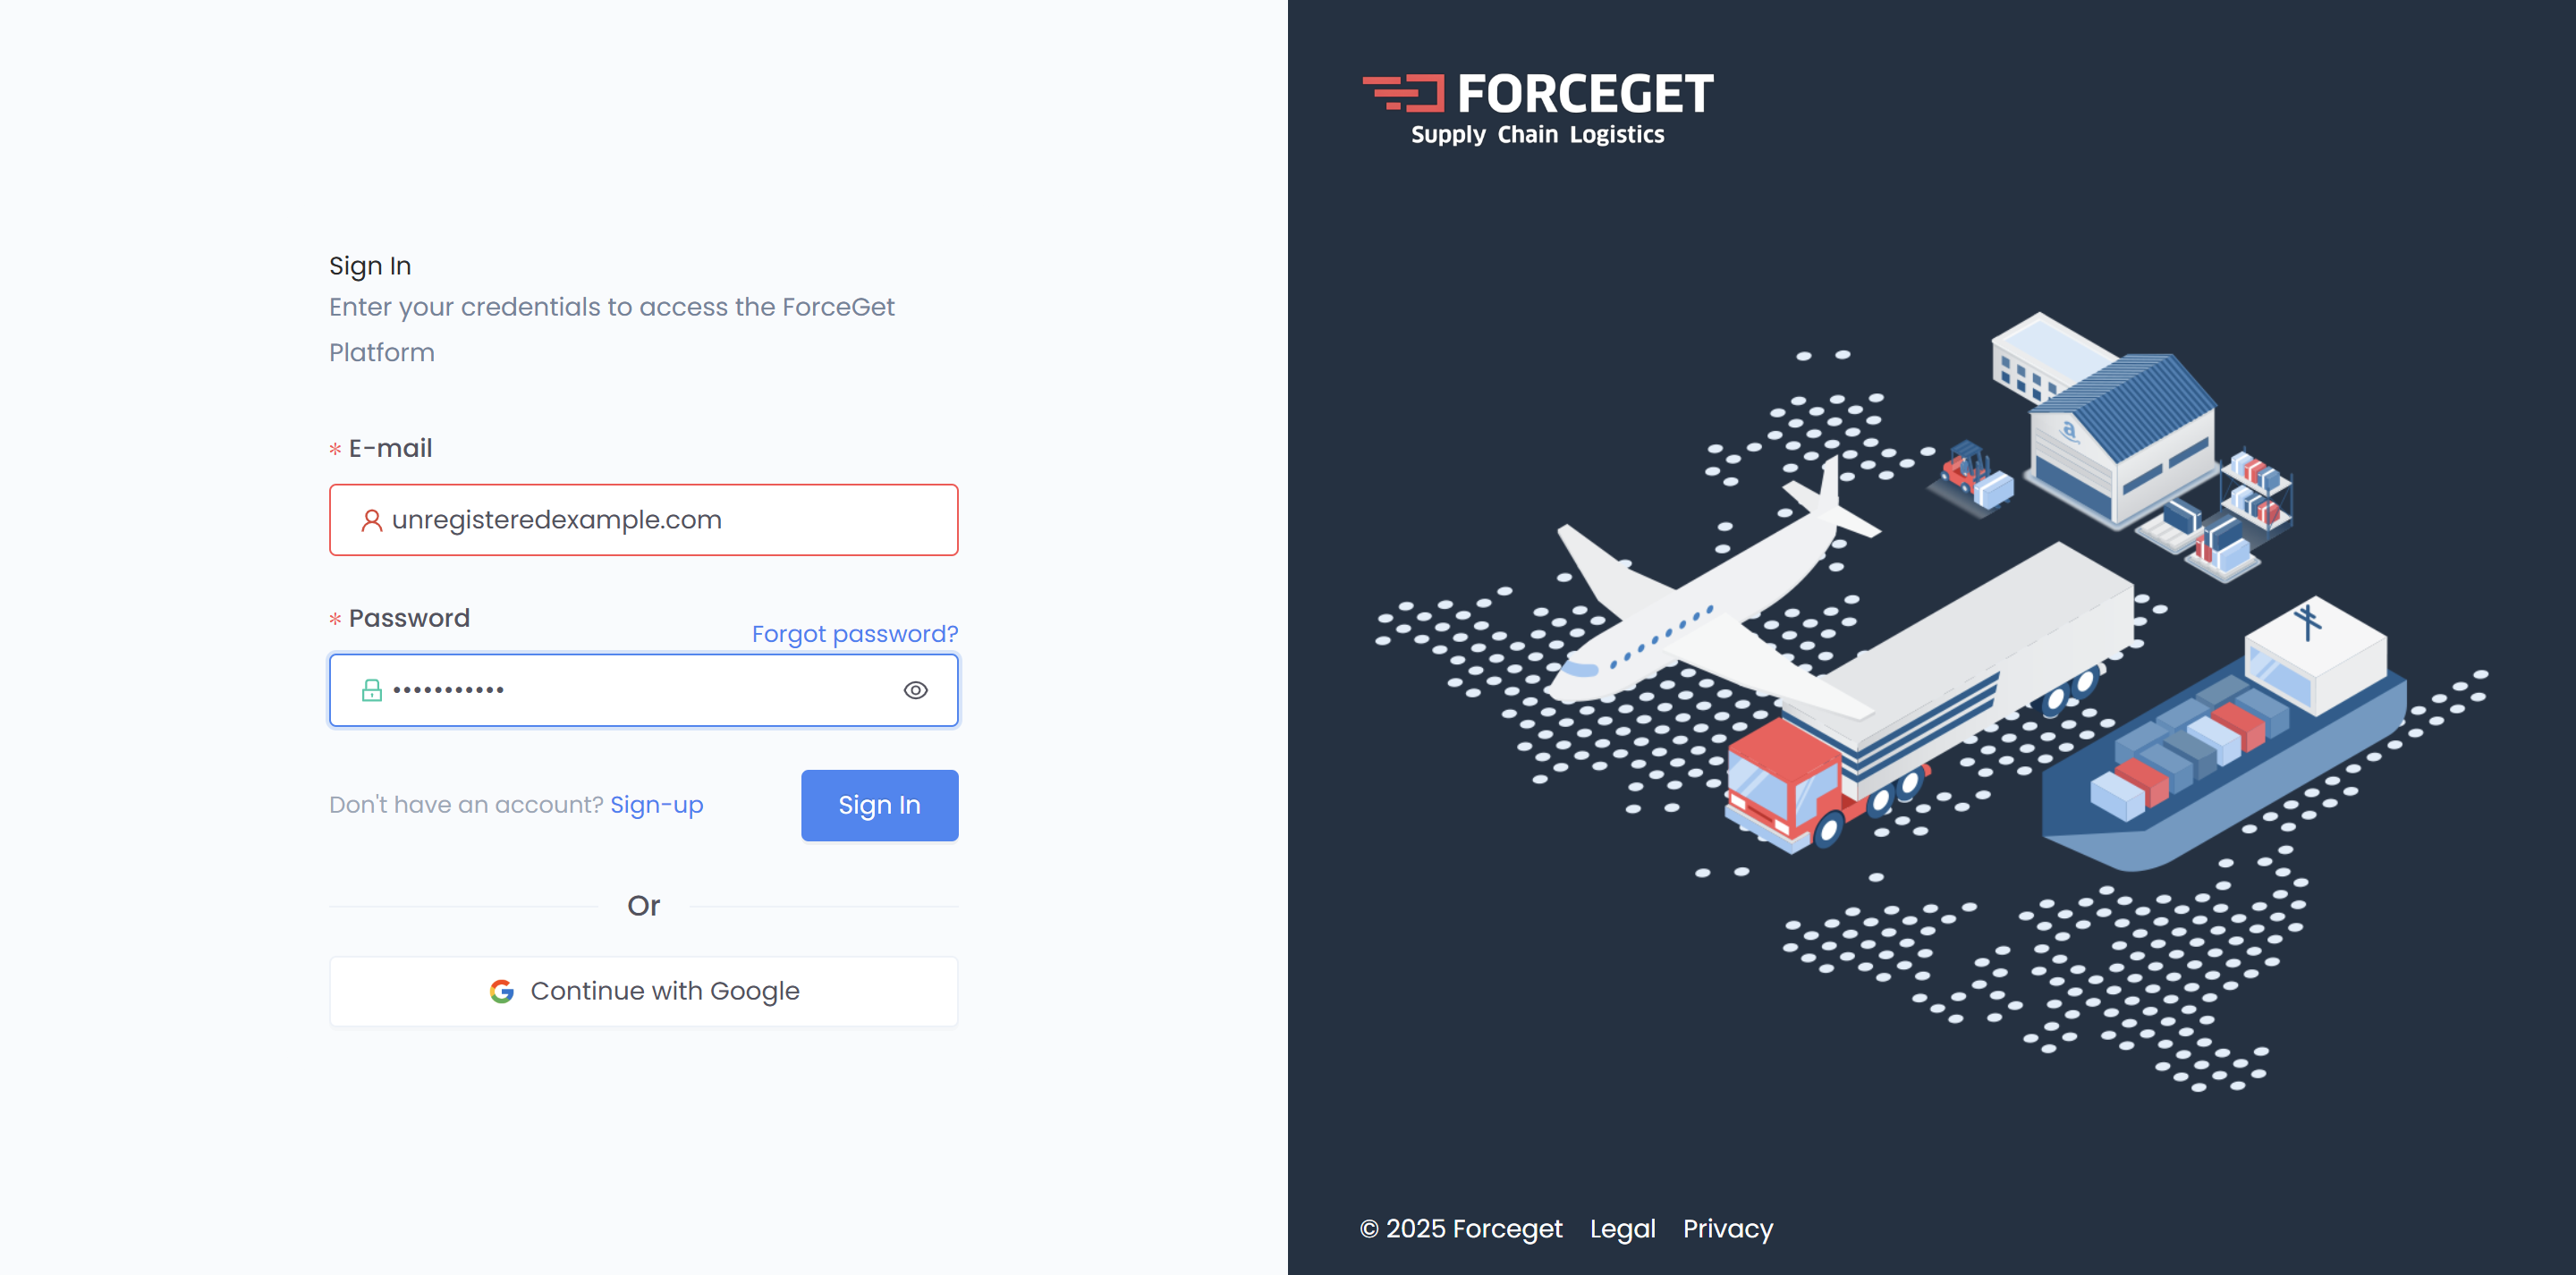 Sign In
Enter your credentials to access the ForceGet
Platform
* E-mail
unregisteredexample.com
* Password
Forgot password?
•••••••••••
Don't have an account? Sign-up
Sign In
Or
Continue with Google
FORCEGET
Supply Chain Logistics
a
© 2025 Forceget Legal Privacy